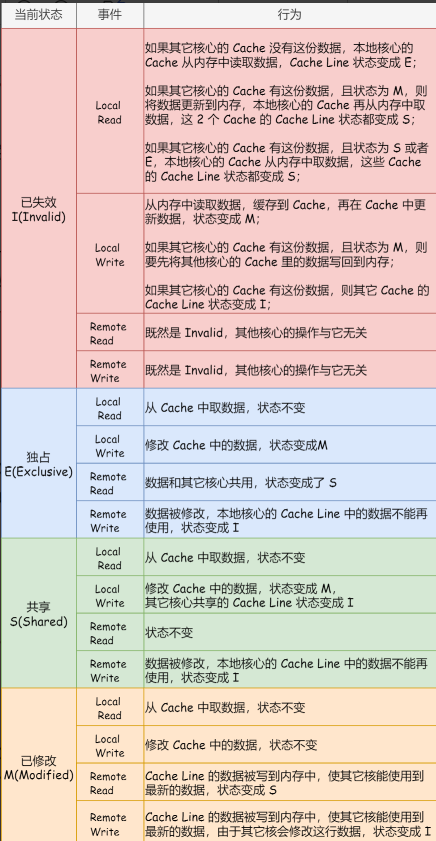 当前状态 事件 行为
已失效
I(Invalid)
Local
Read
如果其它核心的 Cache 没有这份数据，本地核心的
Cache 从内存中读取数据，Cache Line 状态变成 E；
如果其它核心的 Cache 有这份数据，且状态为 M，则
将数据更新到内存，本地核心的 Cache 再从内存中取
数据，这 2 个 Cache 的 Cache Line 状态都变成 S；
如果其它核心的 Cache 有这份数据，且状态为 S 或者
E，本地核心的 Cache 从内存中取数据，这些 Cache
的 Cache Line 状态都变成 S；
Local
Write
从内存中读取数据，缓存到 Cache，再在 Cache 中更
新数据，状态变成 M；
如果其它核心的 Cache 有这份数据，且状态为 M，则
要先将其他核心的 Cache 里的数据写回到内存；
如果其它核心的 Cache 有这份数据，则其它 Cache 的
Cache Line 状态变成 I；
Remote
Read
既然是 Invalid，其他核心的操作与它无关
Remote
Write
既然是 Invalid，其他核心的操作与它无关
独占
E(Exclusive)
Local
Read
从 Cache 中取数据，状态不变
Local
Write
修改 Cache 中的数据，状态变成M
Remote
Read
数据和其它核心共用，状态变成了 S
Remote
Write
数据被修改，本地核心的 Cache Line 中的数据不能再
使用，状态变成 I
共享
S(Shared)
Local
Read
从 Cache 中取数据，状态不变
Local
Write
修改 Cache 中的数据，状态变成 M，
其它核心共享的 Cache Line 状态变成 I
Remote
Read
状态不变
Remote
Write
数据被修改，本地核心的 Cache Line 中的数据不能再
使用，状态变成 I
已修改
M(Modified)
Local
Read
从 Cache 中取数据，状态不变
Local
Write
修改 Cache 中的数据，状态不变
Remote
Read
Cache Line 的数据被写到内存中，使其它核能使用到
最新的数据，状态变成 S
Remote
Write
Cache Line 的数据被写到内存中，使其它核能使用到
最新的数据，由于其它核会修改这行数据，状态变成 I